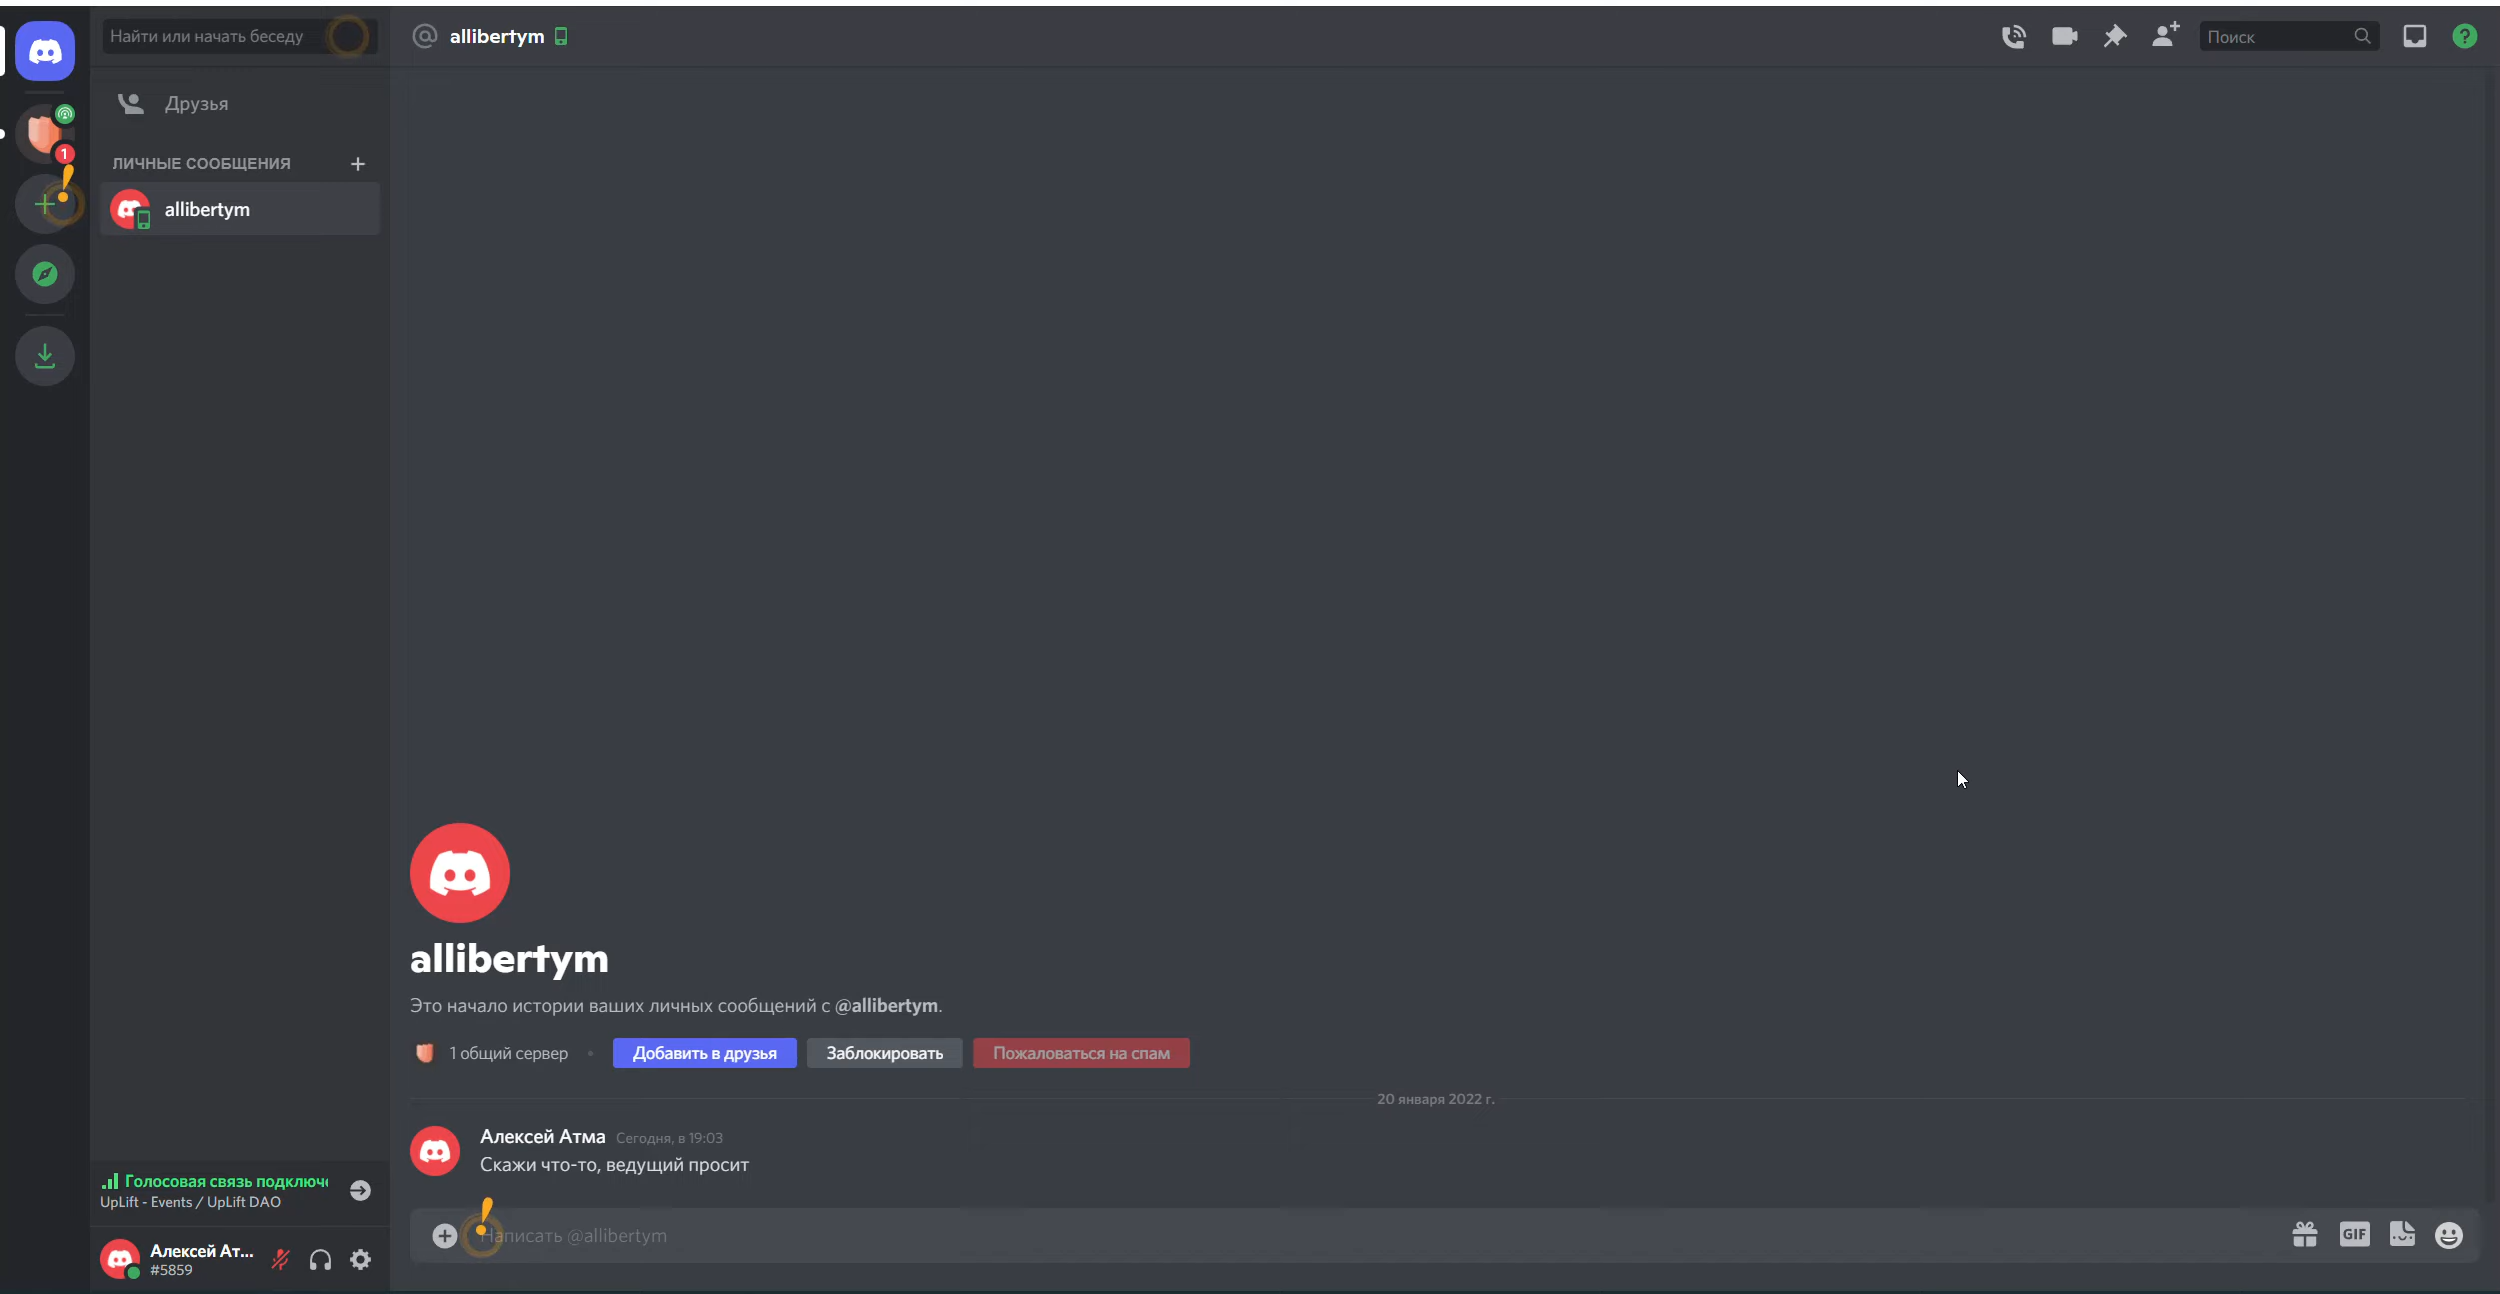 Найти или начать беседу
allibertym
Поиск
Друзья
1
ЛИЧНЫЕ СООБЩЕНИЯ
allibertym
allibertym
Это начало истории ваших личных сообщений с @allibertym.
1 общий сервер
Добавить в друзья
Заблокировать
Пожаловаться на спам
20 января 2022 г.
Алексей Атма Сегодня, в 19:03
Скажи что-то, ведущий просит
Голосовая связь подключе
UpLift - Events / UpLift DAO
Написать @allibertym
GIF
Алексей Ат...
#5859